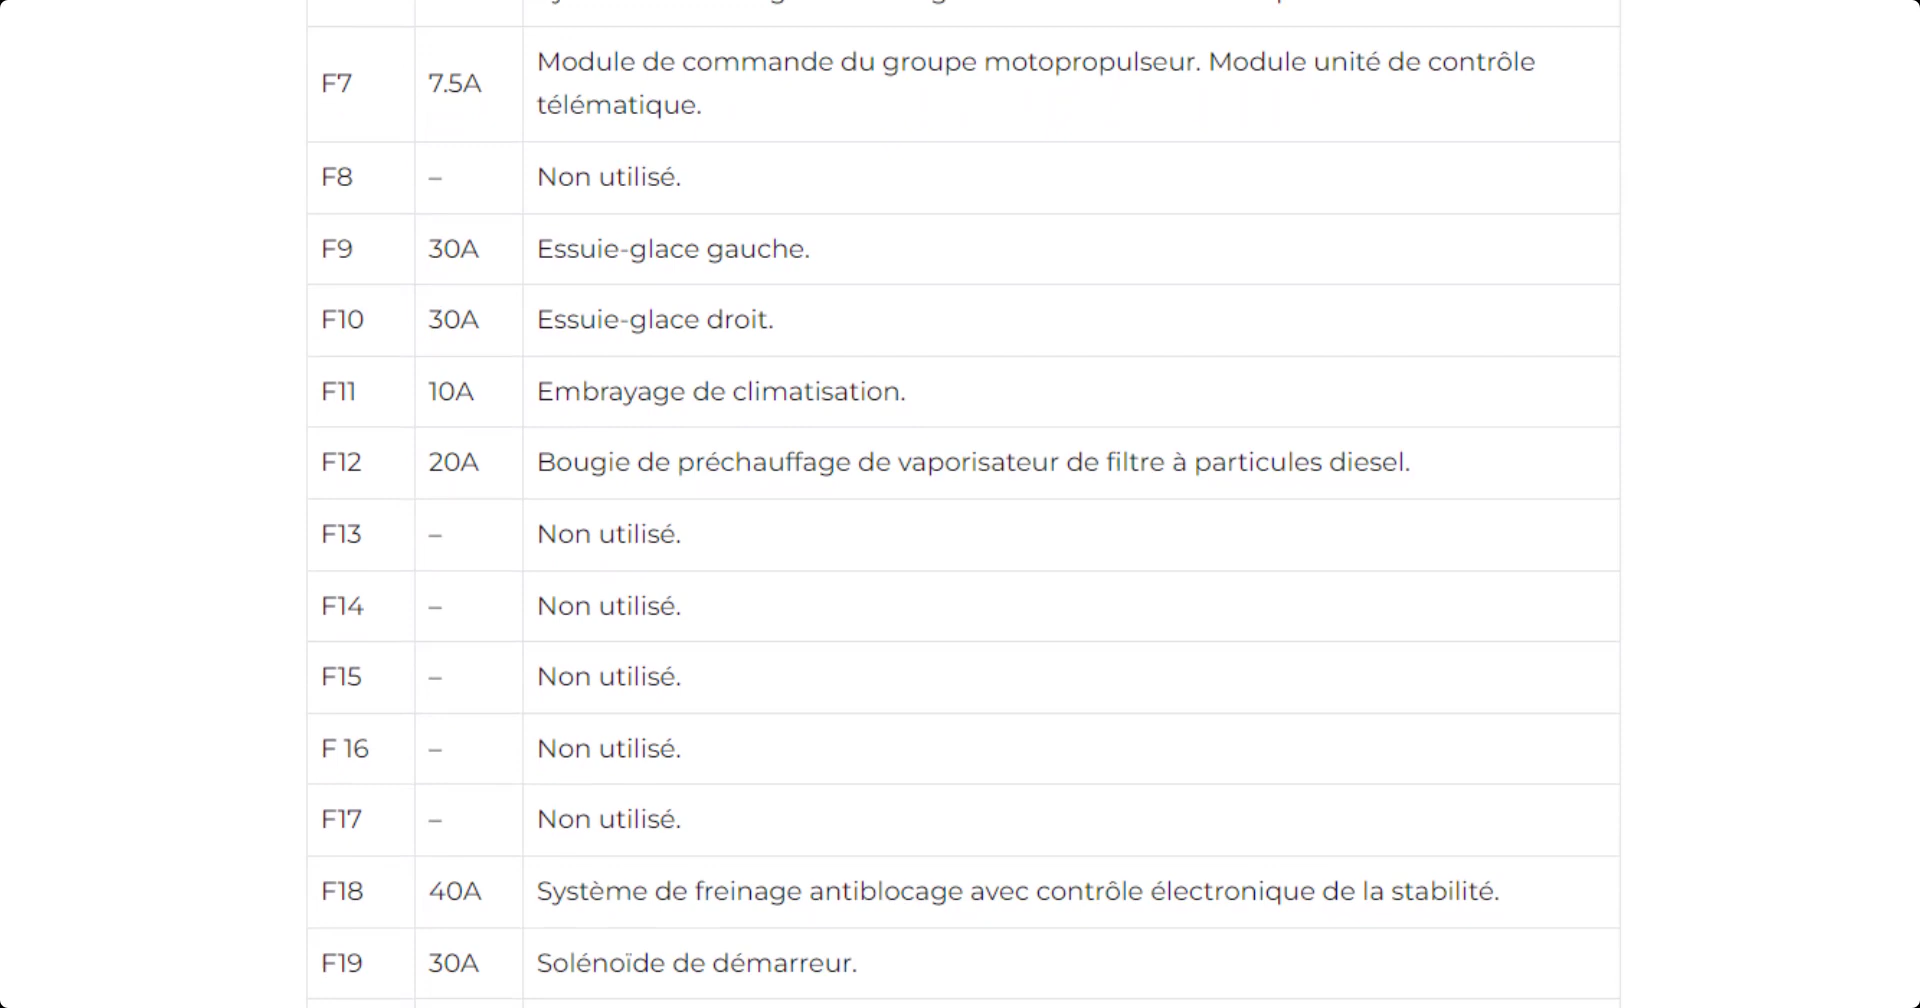 F7 7.5A Module de commande du groupe motopropulseur. Module unité de contrôle
télématique.
F8 – Non utilisé.
F9 30A Essuie-glace gauche.
F10 30A Essuie-glace droit.
F11 10A Embrayage de climatisation.
F12 20A Bougie de préchauffage de vaporisateur de filtre à particules diesel.
F13 – Non utilisé.
F14 – Non utilisé.
F15 – Non utilisé.
F 16 – Non utilisé.
F17 – Non utilisé.
F18 40A Système de freinage antiblocage avec contrôle électronique de la stabilité.
F19 30A Solénoïde de démarreur.